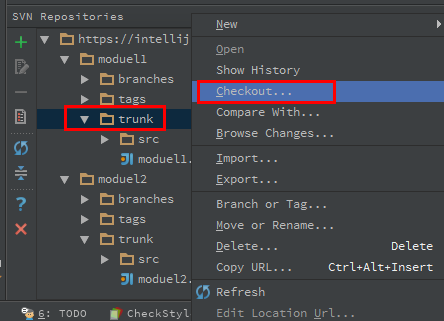 SVN Repositories
https://intellij
moduel1
branches
tags
trunk
src
moduel1.
moduel2
branches
tags
trunk
src
moduel2.
New
Open
Show History
Checkout...
Compare With...
Browse Changes...
Import...
Export...
Branch or Tag...
Move or Rename...
Delete... Delete
Copy URL... Ctrl+Alt+Insert
Refresh
Edit Location Url...
6: TODO
CheckStyl